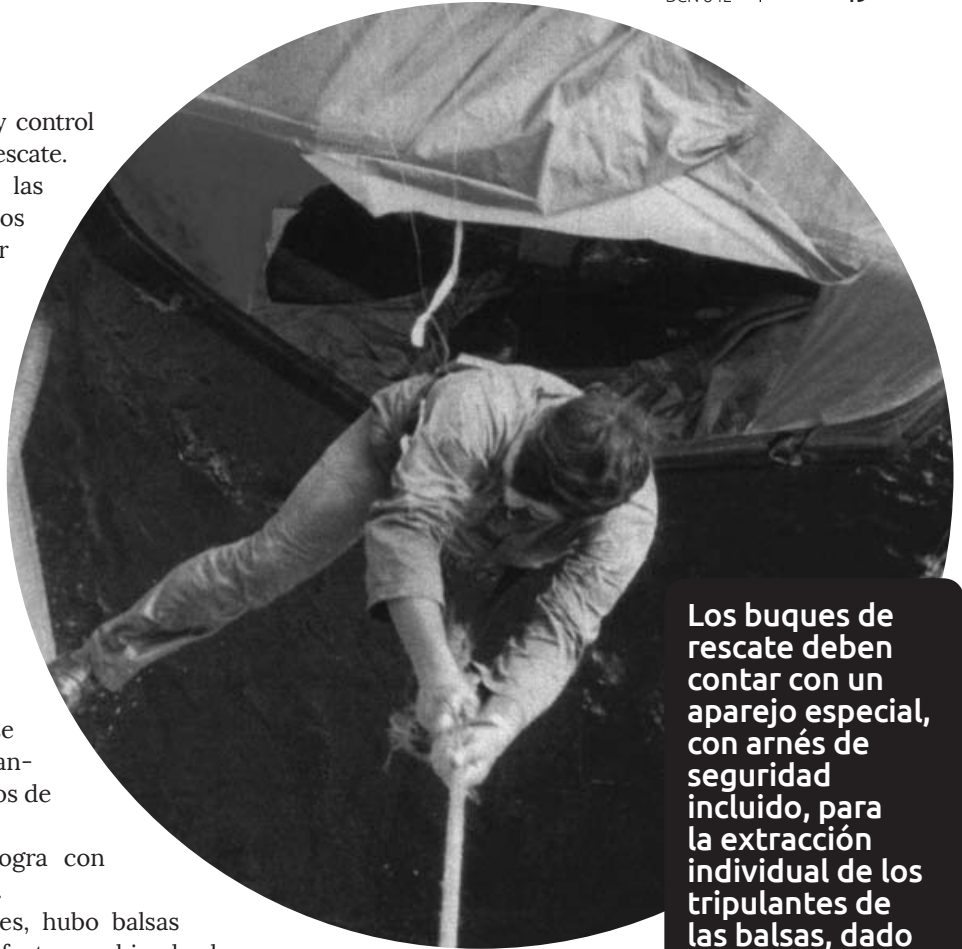 y control
escate.
las
os
r
e
an-
os de
ogra con
es, hubo balsas
Los buques de
rescate deben
contar con un
aparejo especial,
con arnés de
seguridad
incluido, para
la extracción
individual de los
tripulantes de
las balsas, dado